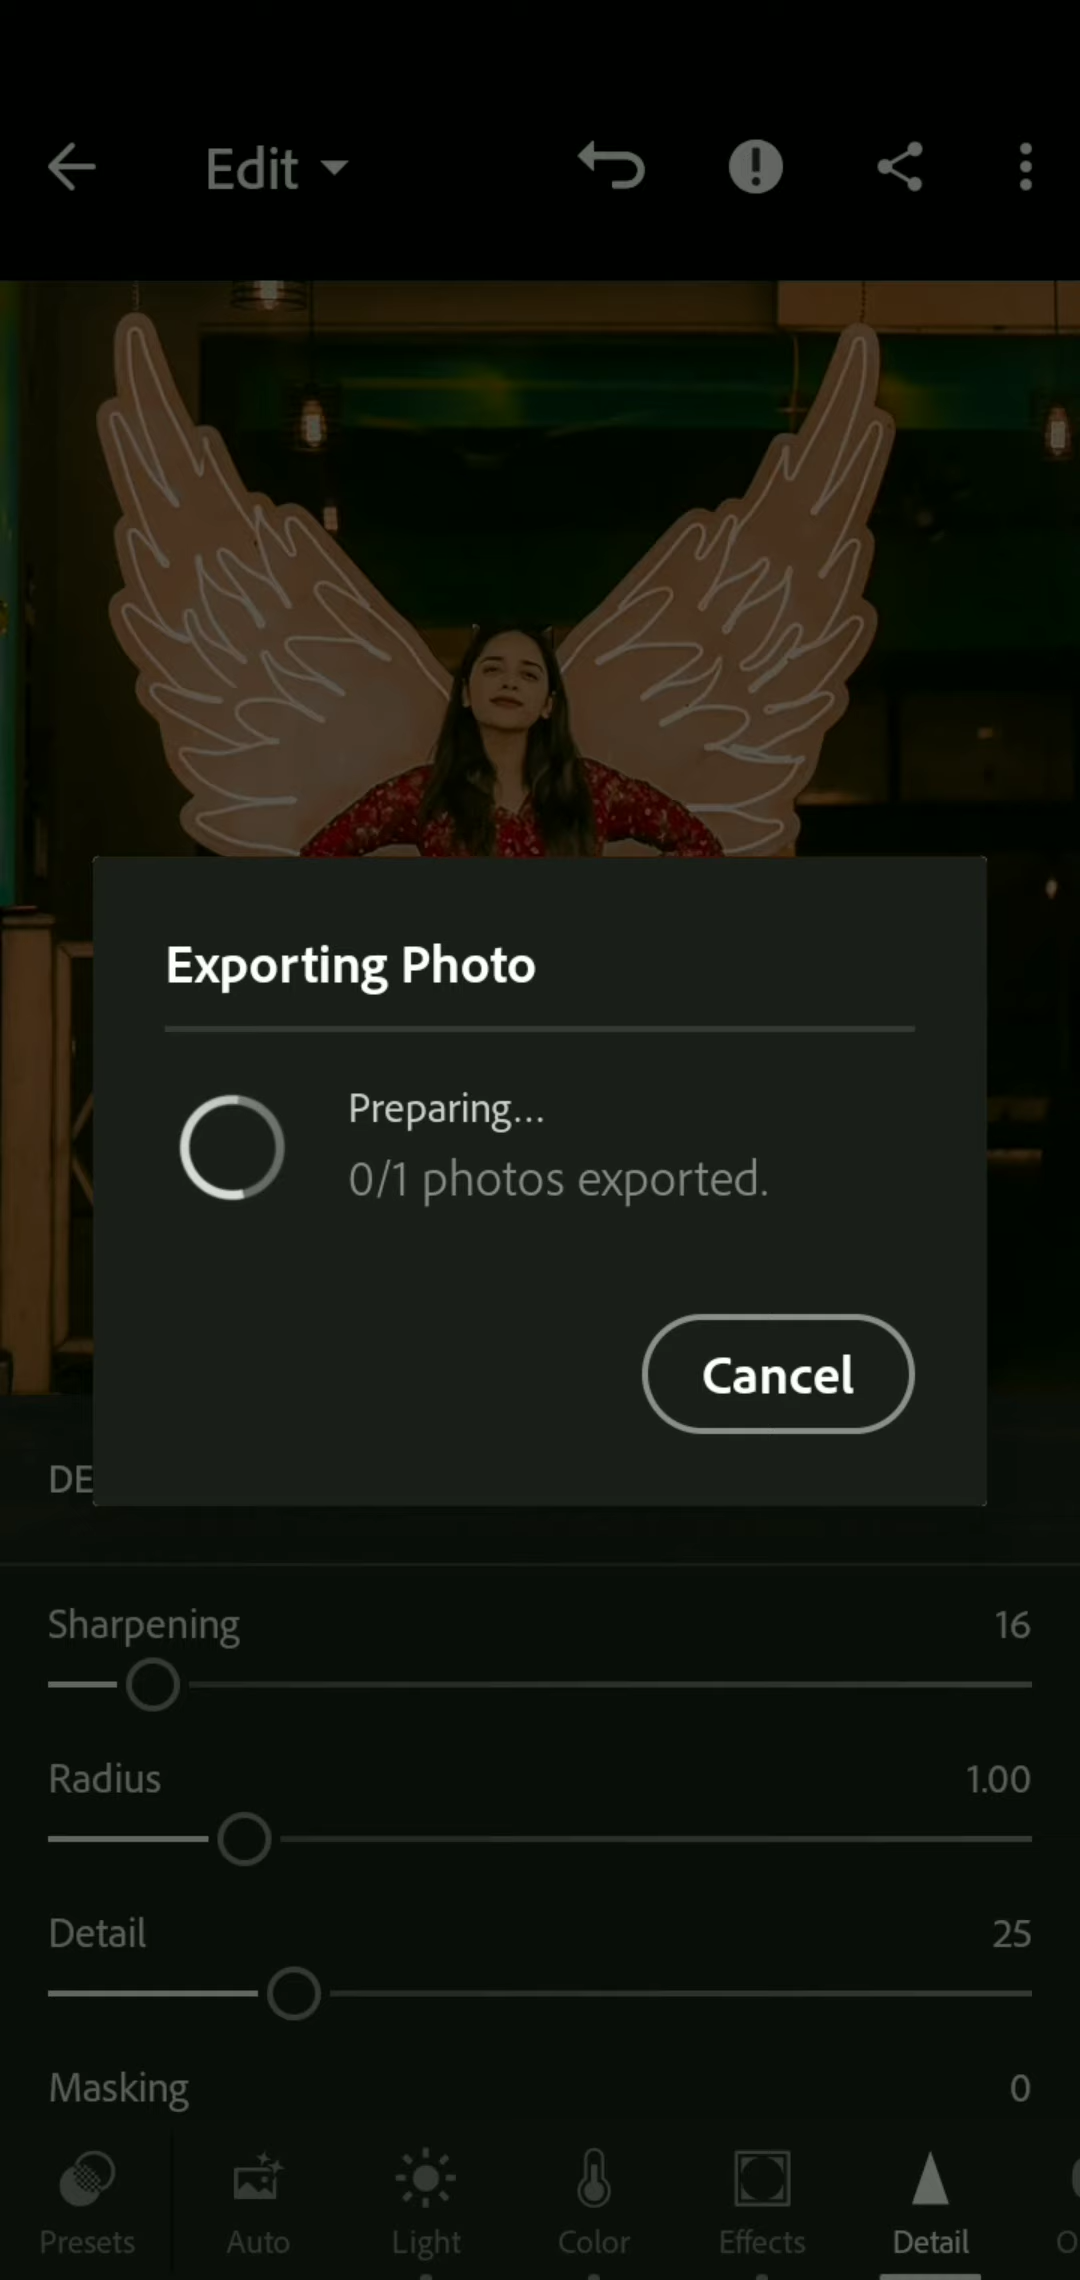 Edit
Exporting Photo
Preparing...
0/1 photos exported.
Cancel
DE
Sharpening 16
Radius 1.00
Detail 25
Masking 0
Presets Auto Light Color Effects Detail O